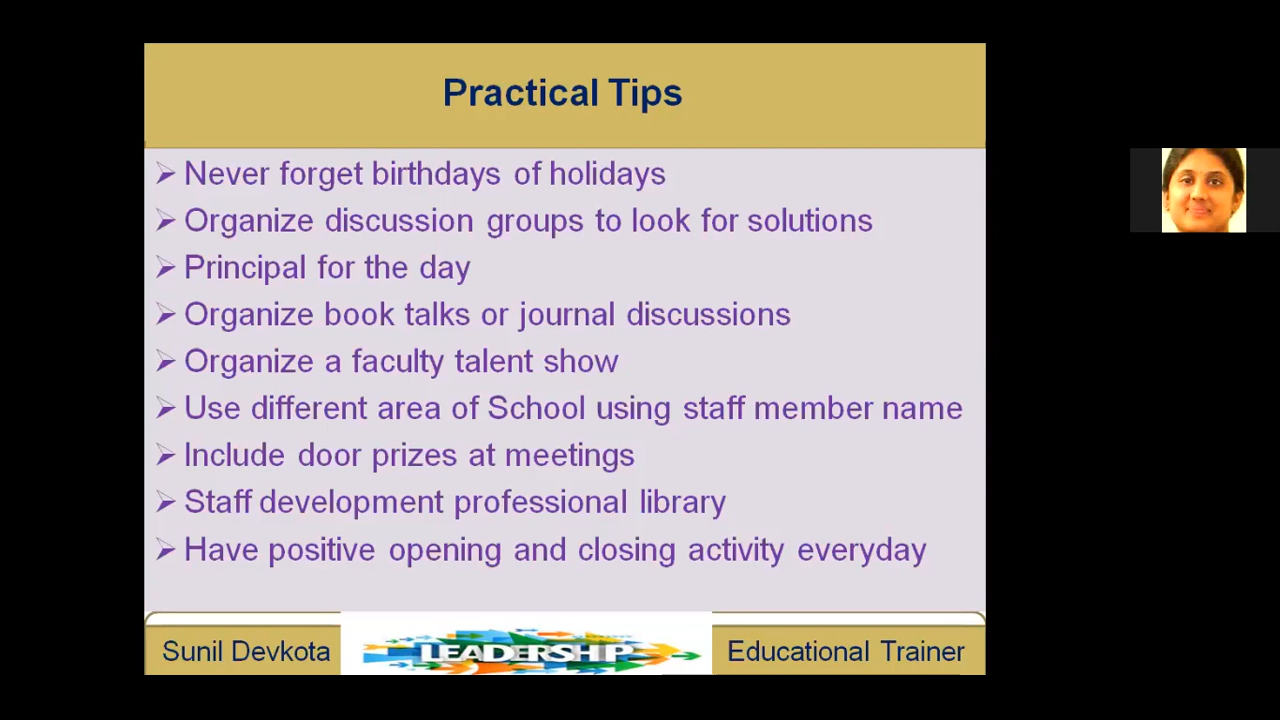 Practical Tips
Never forget birthdays of holidays
Organize discussion groups to look for solutions
Principal for the day
Organize book talks or journal discussions
Organize a faculty talent show
Use different area of School using staff member name
Include door prizes at meetings
Staff development professional library
Have positive opening and closing activity everyday
Sunil Devkota
LEADERSHIP
Educational Trainer